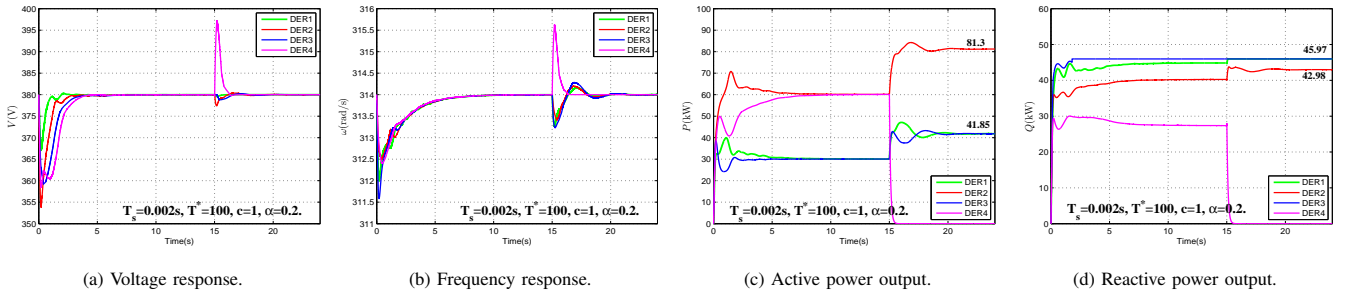 400
395
390
385
380
375
370
365
360
355
350
0 5 10 15 20
V(V)
Time(s)
DER1
DER2
DER3
DER4
T_s=0.002s, T*=100, c=1, α=0.2.
(a) Voltage response.
316
315.5
315
314.5
314
313.5
313
312.5
312
311.5
311
0 5 10 15 20
ω(rad/s)
Time(s)
DER1
DER2
DER3
DER4
T_s=0.002s, T*=100, c=1, α=0.2.
(b) Frequency response.
100
90
80
70
60
50
40
30
20
10
0
0 5 10 15 20
P(kW)
Time(s)
81.3
41.85
DER1
DER2
DER3
DER4
T_s=0.002s, T*=100, c=1, α=0.2.
(c) Active power output.
60
50
40
30
20
10
0
0 5 10 15 20
Q(kW)
Time(s)
45.97
42.98
DER1
DER2
DER3
DER4
T_s=0.002s, T*=100, c=1, α=0.2.
(d) Reactive power output.